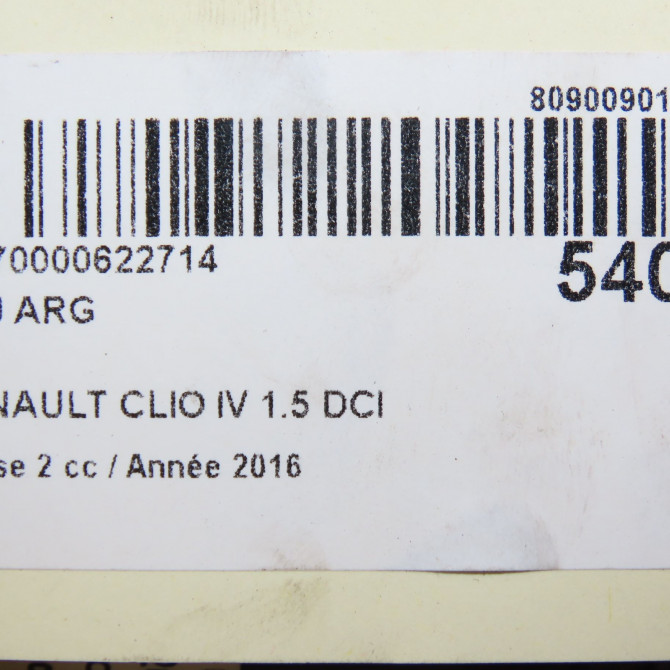 80900901
70000622714
540
ARG
NAULT CLIO IV 1.5 DCI
se 2 cc / Année 2016